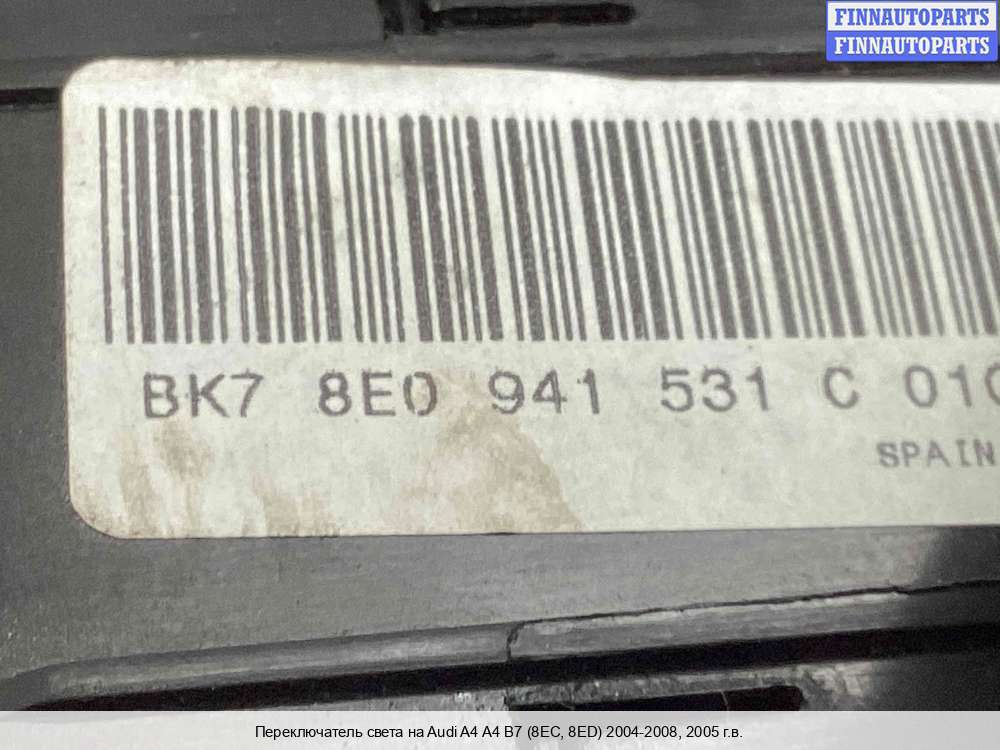 FINNAUTOPARTS
FINNAUTOPARTS
BK7 8E0 941 531 C 010
SPAIN
Переключатель света на Audi A4 A4 B7 (8EC, 8ED) 2004-2008, 2005 г.в.